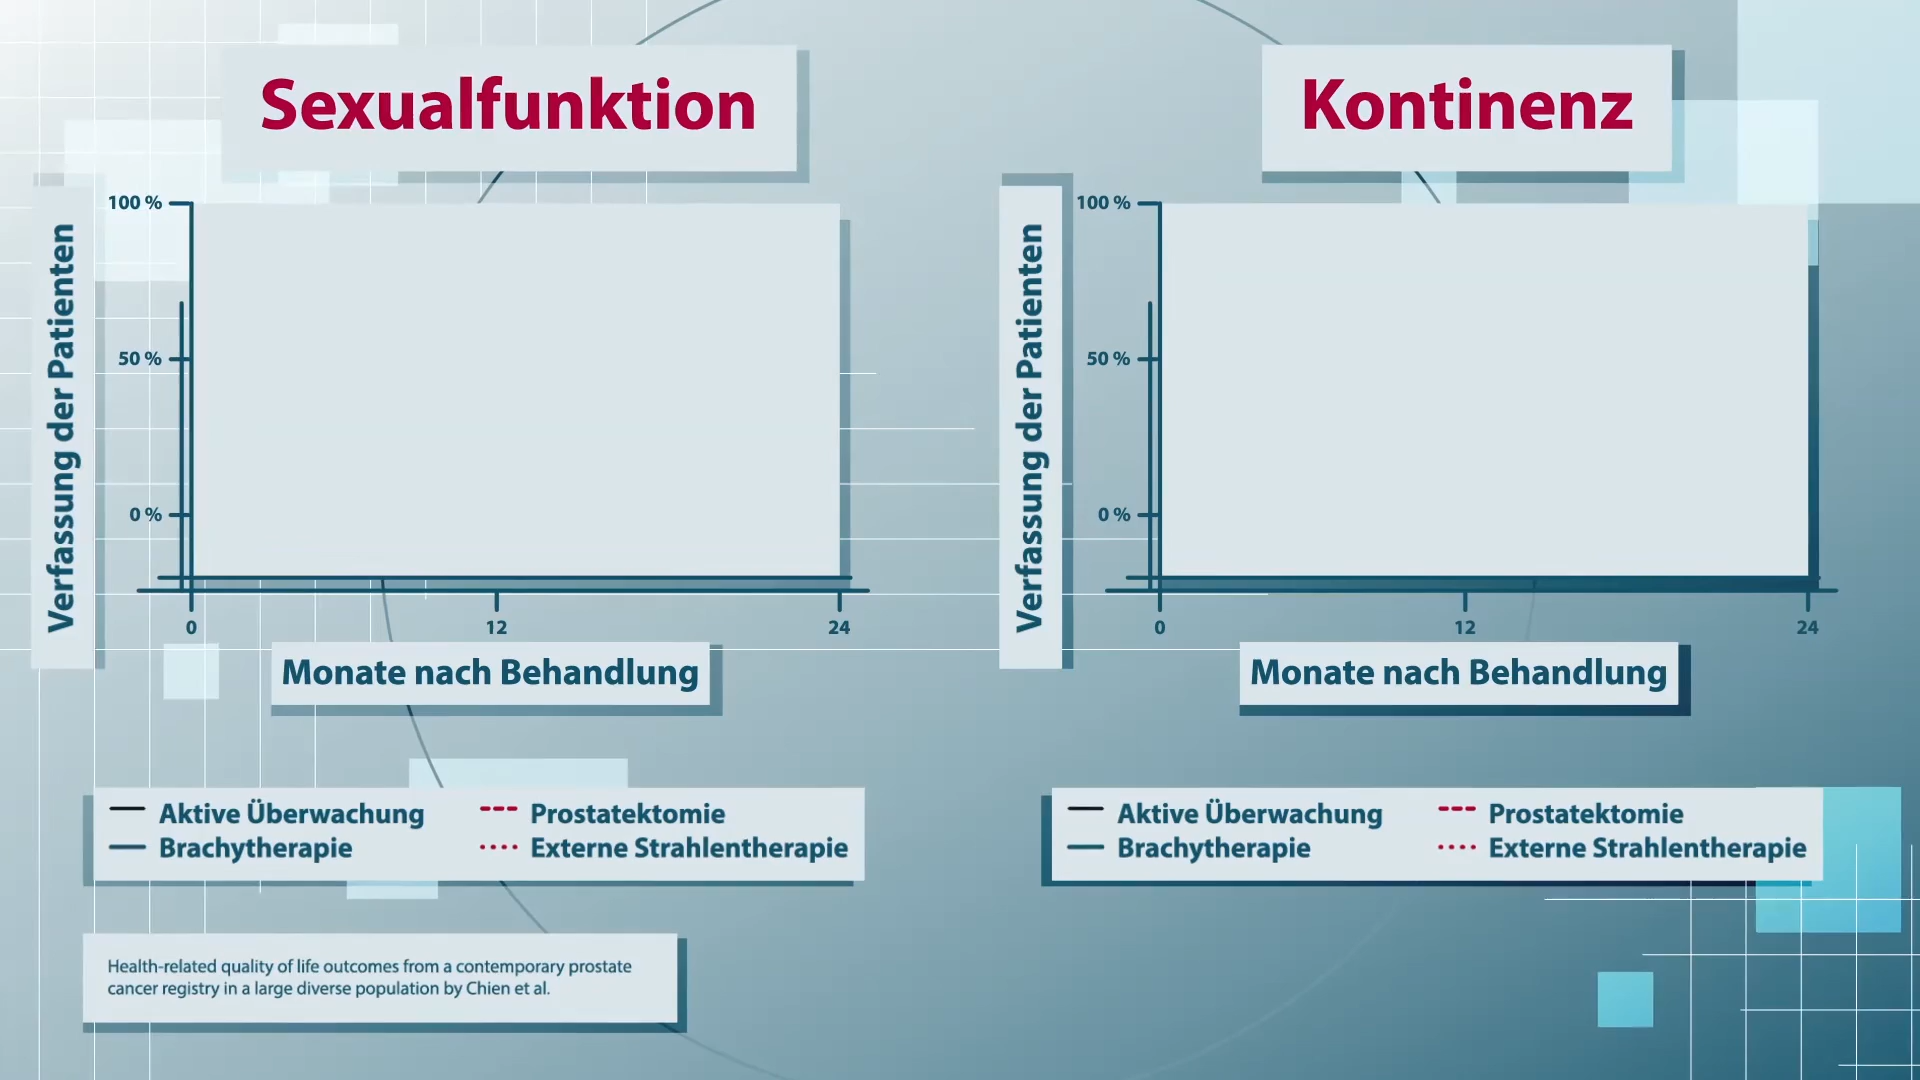 Sexualfunktion
Verfassung der Patienten
100 %
50 %
0 %
0
12
24
Monate nach Behandlung
Aktive Überwachung
Prostatektomie
Brachytherapie
Externe Strahlentherapie
Kontinenz
Verfassung der Patienten
100 %
50 %
0 %
0
12
24
Monate nach Behandlung
Aktive Überwachung
Prostatektomie
Brachytherapie
Externe Strahlentherapie
Health-related quality of life outcomes from a contemporary prostate
cancer registry in a large diverse population by Chien et al.